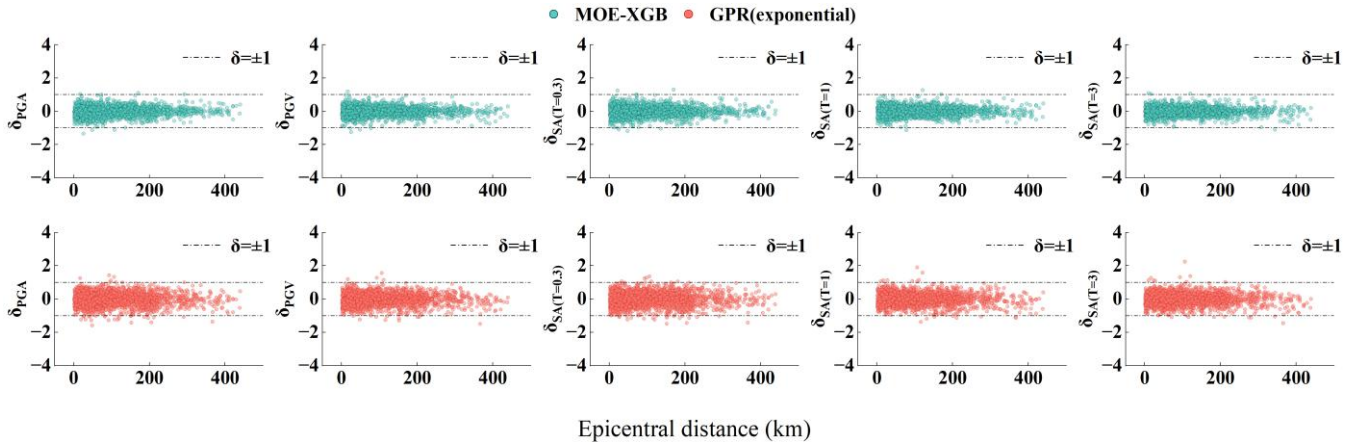 MOE-XGB GPR(exponential)
δ=±1 δ=±1 δ=±1 δ=±1 δ=±1
4 4 4 4 4
2 2 2 2 2
0 0 0 0 0
−2 −2 −2 −2 −2
−4 −4 −4 −4 −4
δPGA δPGV δSA(T=0.3) δSA(T=1) δSA(T=3)
0 200 400 0 200 400 0 200 400 0 200 400 0 200 400
δ=±1 δ=±1 δ=±1 δ=±1 δ=±1
4 4 4 4 4
2 2 2 2 2
0 0 0 0 0
−2 −2 −2 −2 −2
−4 −4 −4 −4 −4
δPGA δPGV δSA(T=0.3) δSA(T=1) δSA(T=3)
0 200 400 0 200 400 0 200 400 0 200 400 0 200 400
Epicentral distance (km)